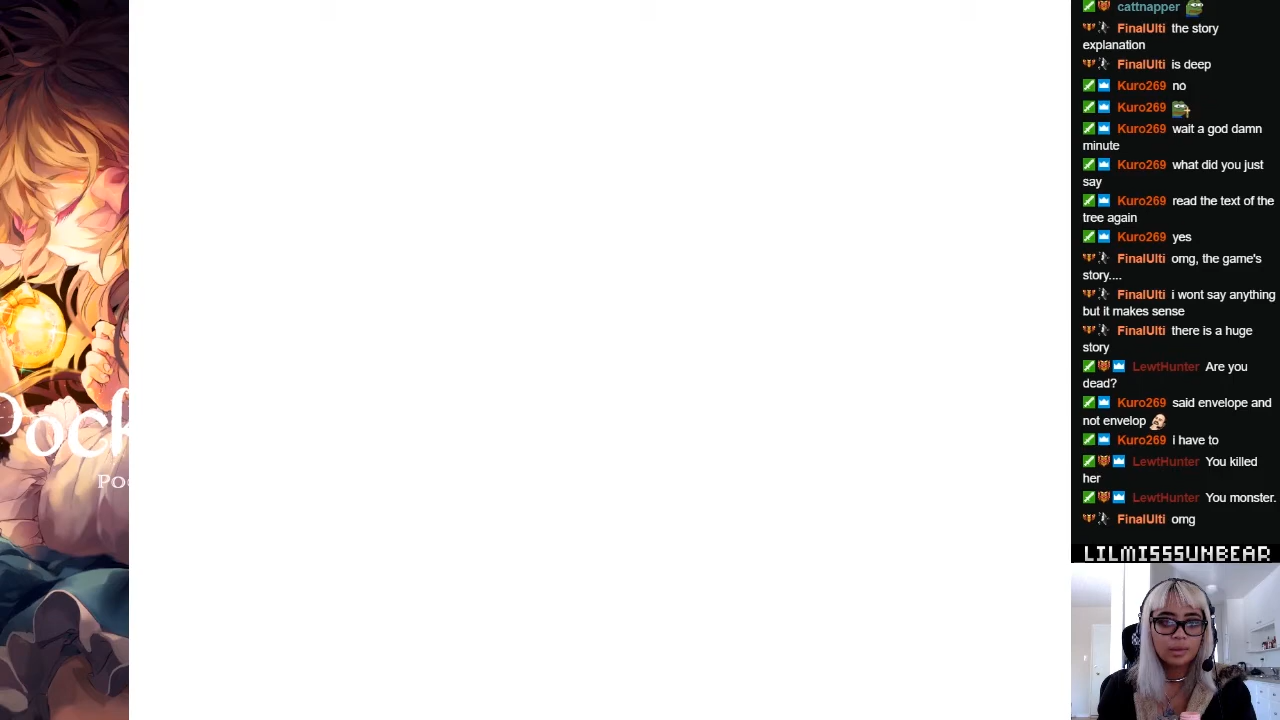 Pock
Poc
cattnapper
FinalUlti the story
explanation
FinalUlti is deep
Kuro269 no
Kuro269
Kuro269 wait a god damn
minute
Kuro269 what did you just
say
Kuro269 read the text of the
tree again
Kuro269 yes
FinalUlti omg, the game's
story....
FinalUlti i wont say anything
but it makes sense
FinalUlti there is a huge
story
LewtHunter Are you
dead?
Kuro269 said envelope and
not envelop
Kuro269 i have to
LewtHunter You killed
her
LewtHunter You monster.
FinalUlti omg
LILMISSSUNBEAR